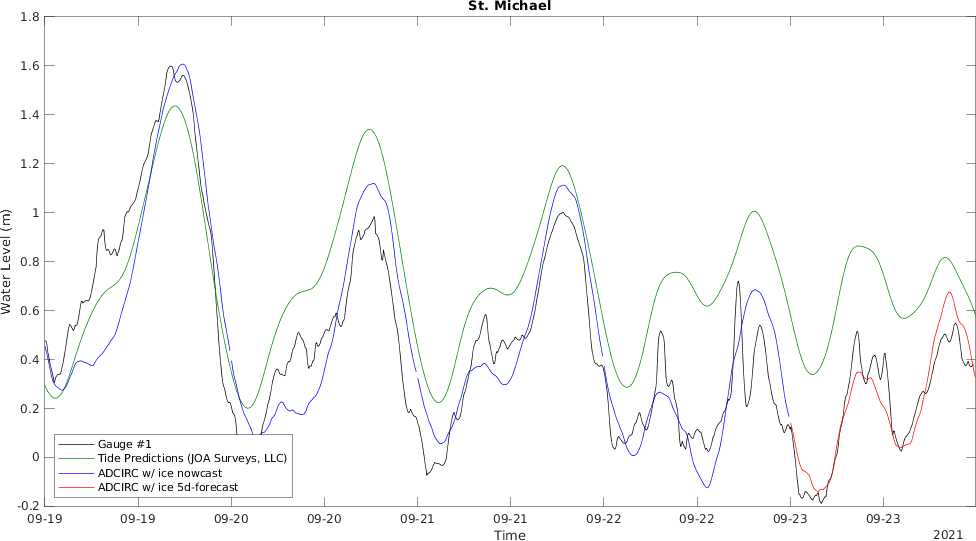 St. Michael
1.8
1.6
1.4
1.2
1
0.8
0.6
0.4
0.2
0
-0.2
Water Level (m)
Gauge #1
Tide Predictions (JOA Surveys, LLC)
ADCIRC w/ ice nowcast
ADCIRC w/ ice 5d-forecast
09-19 09-19 09-20 09-20 09-21 09-21 09-22 09-22 09-23 09-23
Time
2021